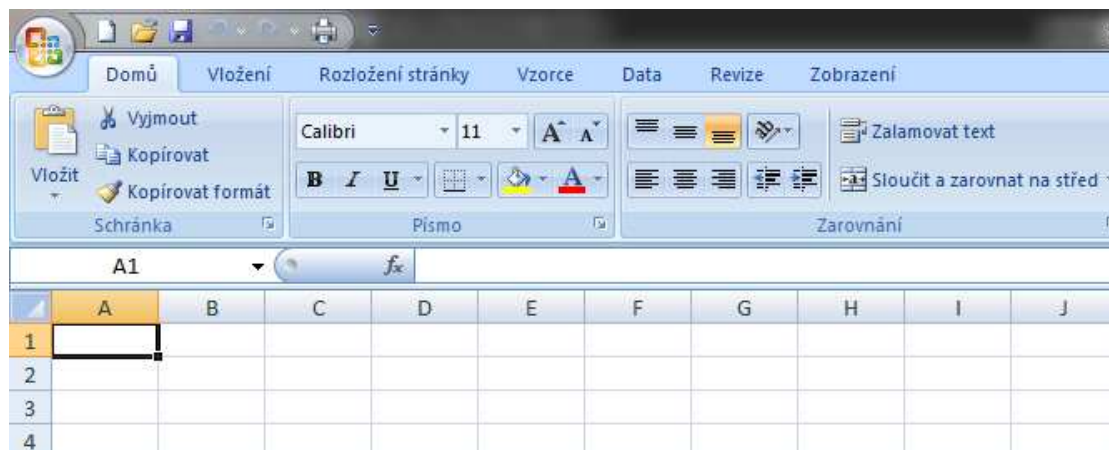 Domů Vložení Rozložení stránky Vzorce Data Revize Zobrazení
Vložit
Vyjmout
Kopírovat
Kopírovat formát
Schránka
Calibri 11 A A
B I U A
Písmo
Zalamovat text
Sloučit a zarovnat na střed
Zarovnání
A1 fx
A B C D E F G H I J
1
2
3
4